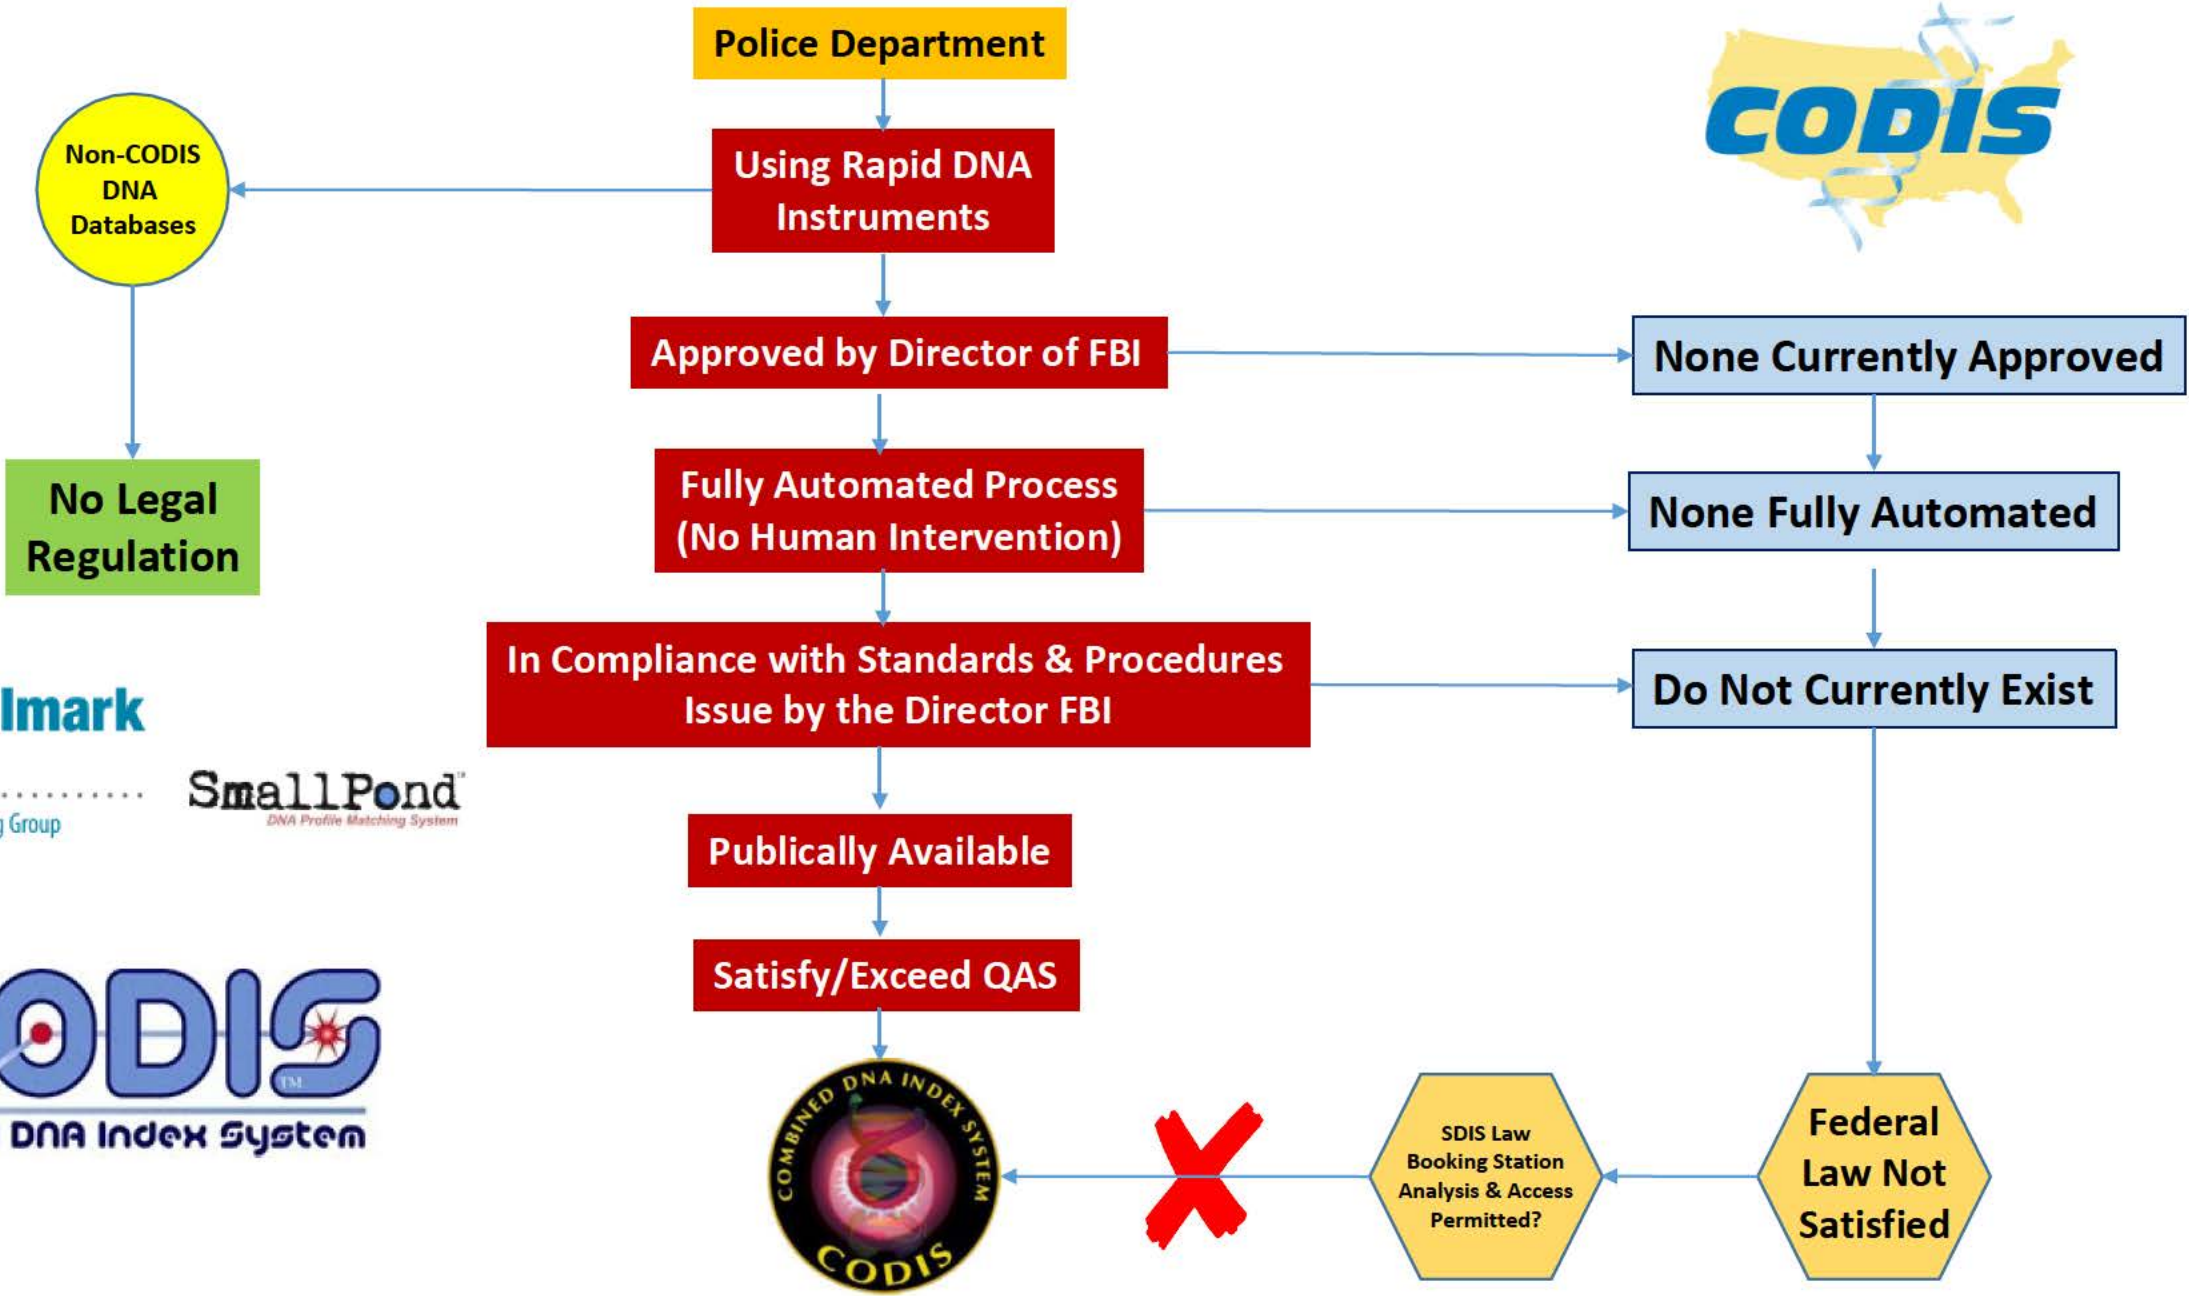 Police Department
CODIS
Non-CODIS
DNA
Databases
Using Rapid DNA
Instruments
Approved by Director of FBI
None Currently Approved
No Legal
Regulation
Fully Automated Process
(No Human Intervention)
None Fully Automated
In Compliance with Standards & Procedures
Issue by the Director FBI
Do Not Currently Exist
lmark
g Group
SmallPond™
DNA Profile Matching System
Publically Available
Satisfy/Exceed QAS
ODIS
TM
DNA Index System
COMBINED DNA INDEX SYSTEM
CODIS
SDIS Law
Booking Station
Analysis & Access
Permitted?
Federal
Law Not
Satisfied